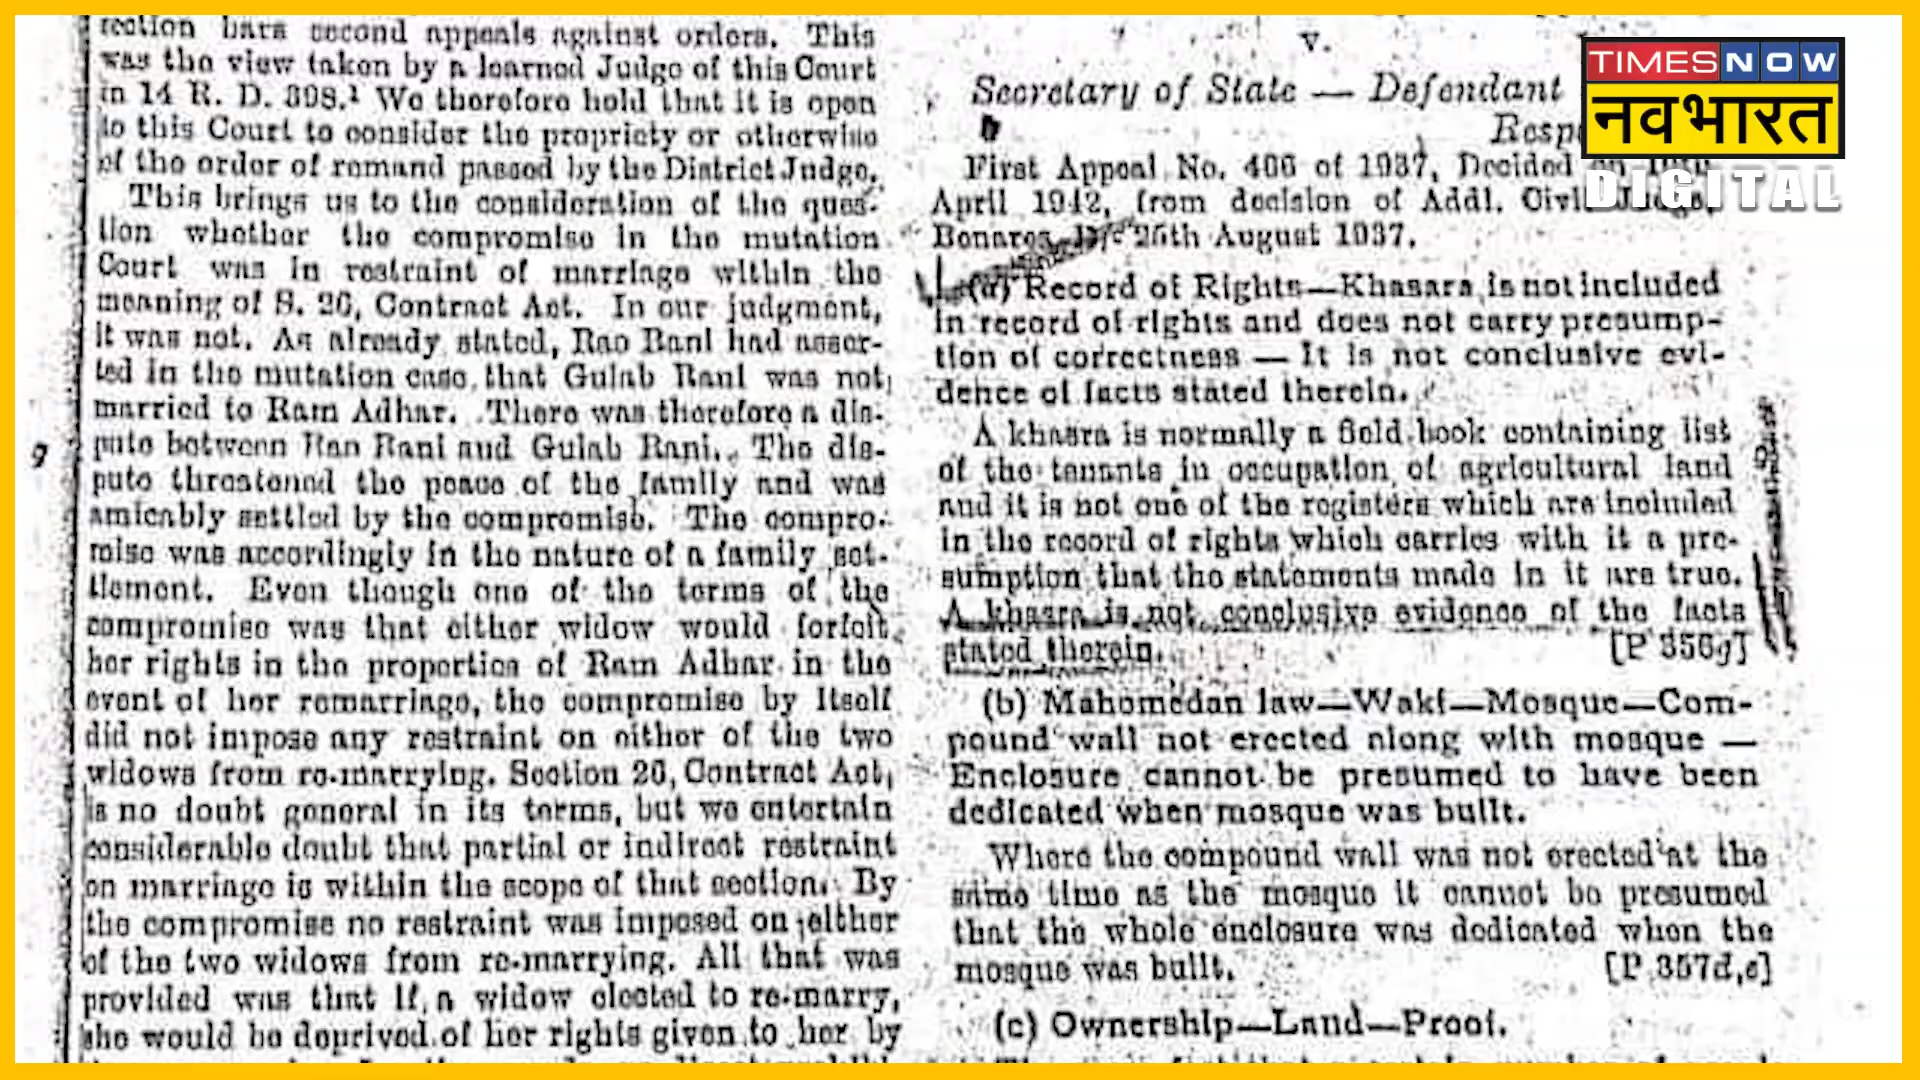 section bars second appeals against orders. This
was the view taken by a learned Judge of this Court
in 14 R. D. 398.¹ We therefore hold that it is open
to this Court to consider the propriety or otherwise
of the order of remand passed by the District Judge.
This brings us to the consideration of the ques-
tion whether the compromise in the mutation
Court was in restraint of marriage within the
meaning of S. 26, Contract Act. In our judgment,
it was not. As already stated, Rao Rani had asser-
ted in the mutation case that Gulab Rani was not
married to Ram Adhar. There was therefore a dis-
g
pute between Rao Rani and Gulab Rani. The dis-
pute threatened the peace of the family and was
amicably settled by the compromise. The compro-
mise was accordingly in the nature of a family set-
tlement. Even though one of the terms of the
compromise was that either widow would forfeit
her rights in the properties of Ram Adhar in the
event of her remarriage, the compromise by itself
did not impose any restraint on either of the two
widows from re-marrying. Section 26, Contract Act,
is no doubt general in its terms, but we entertain
considerable doubt that partial or indirect restraint
on marriage is within the scope of that section. By
the compromise no restraint was imposed on either
of the two widows from re-marrying. All that was
provided was that if a widow elected to re-marry,
she would be deprived of her rights given to her by
v.
Secretary of State — Defendant
First Appeal No. 466 of 1937, Decided on
April 1942, from decision of Addl. Civil Judge,
Benares, D/- 25th August 1937.
(a) Record of Rights—Khasara is not included
in record of rights and does not carry presump-
tion of correctness — It is not conclusive evi-
dence of facts stated therein.
A khasra is normally a field book containing list
of the tenants in occupation of agricultural land
and it is not one of the registers which are included
in the record of rights which carries with it a pre-
sumption that the statements made in it are true.
A khasra is not conclusive evidence of the facts
stated therein. [P 356g]
(b) Mahomedan law—Wakf—Mosque—Com-
pound wall not erected along with mosque —
Enclosure cannot be presumed to have been
dedicated when mosque was built.
Where the compound wall was not erected at the
same time as the mosque it cannot be presumed
that the whole enclosure was dedicated when the
mosque was built. [P 357d,e]
(c) Ownership—Land—Proof.
TIMES NOW
नवभारत
DIGITAL